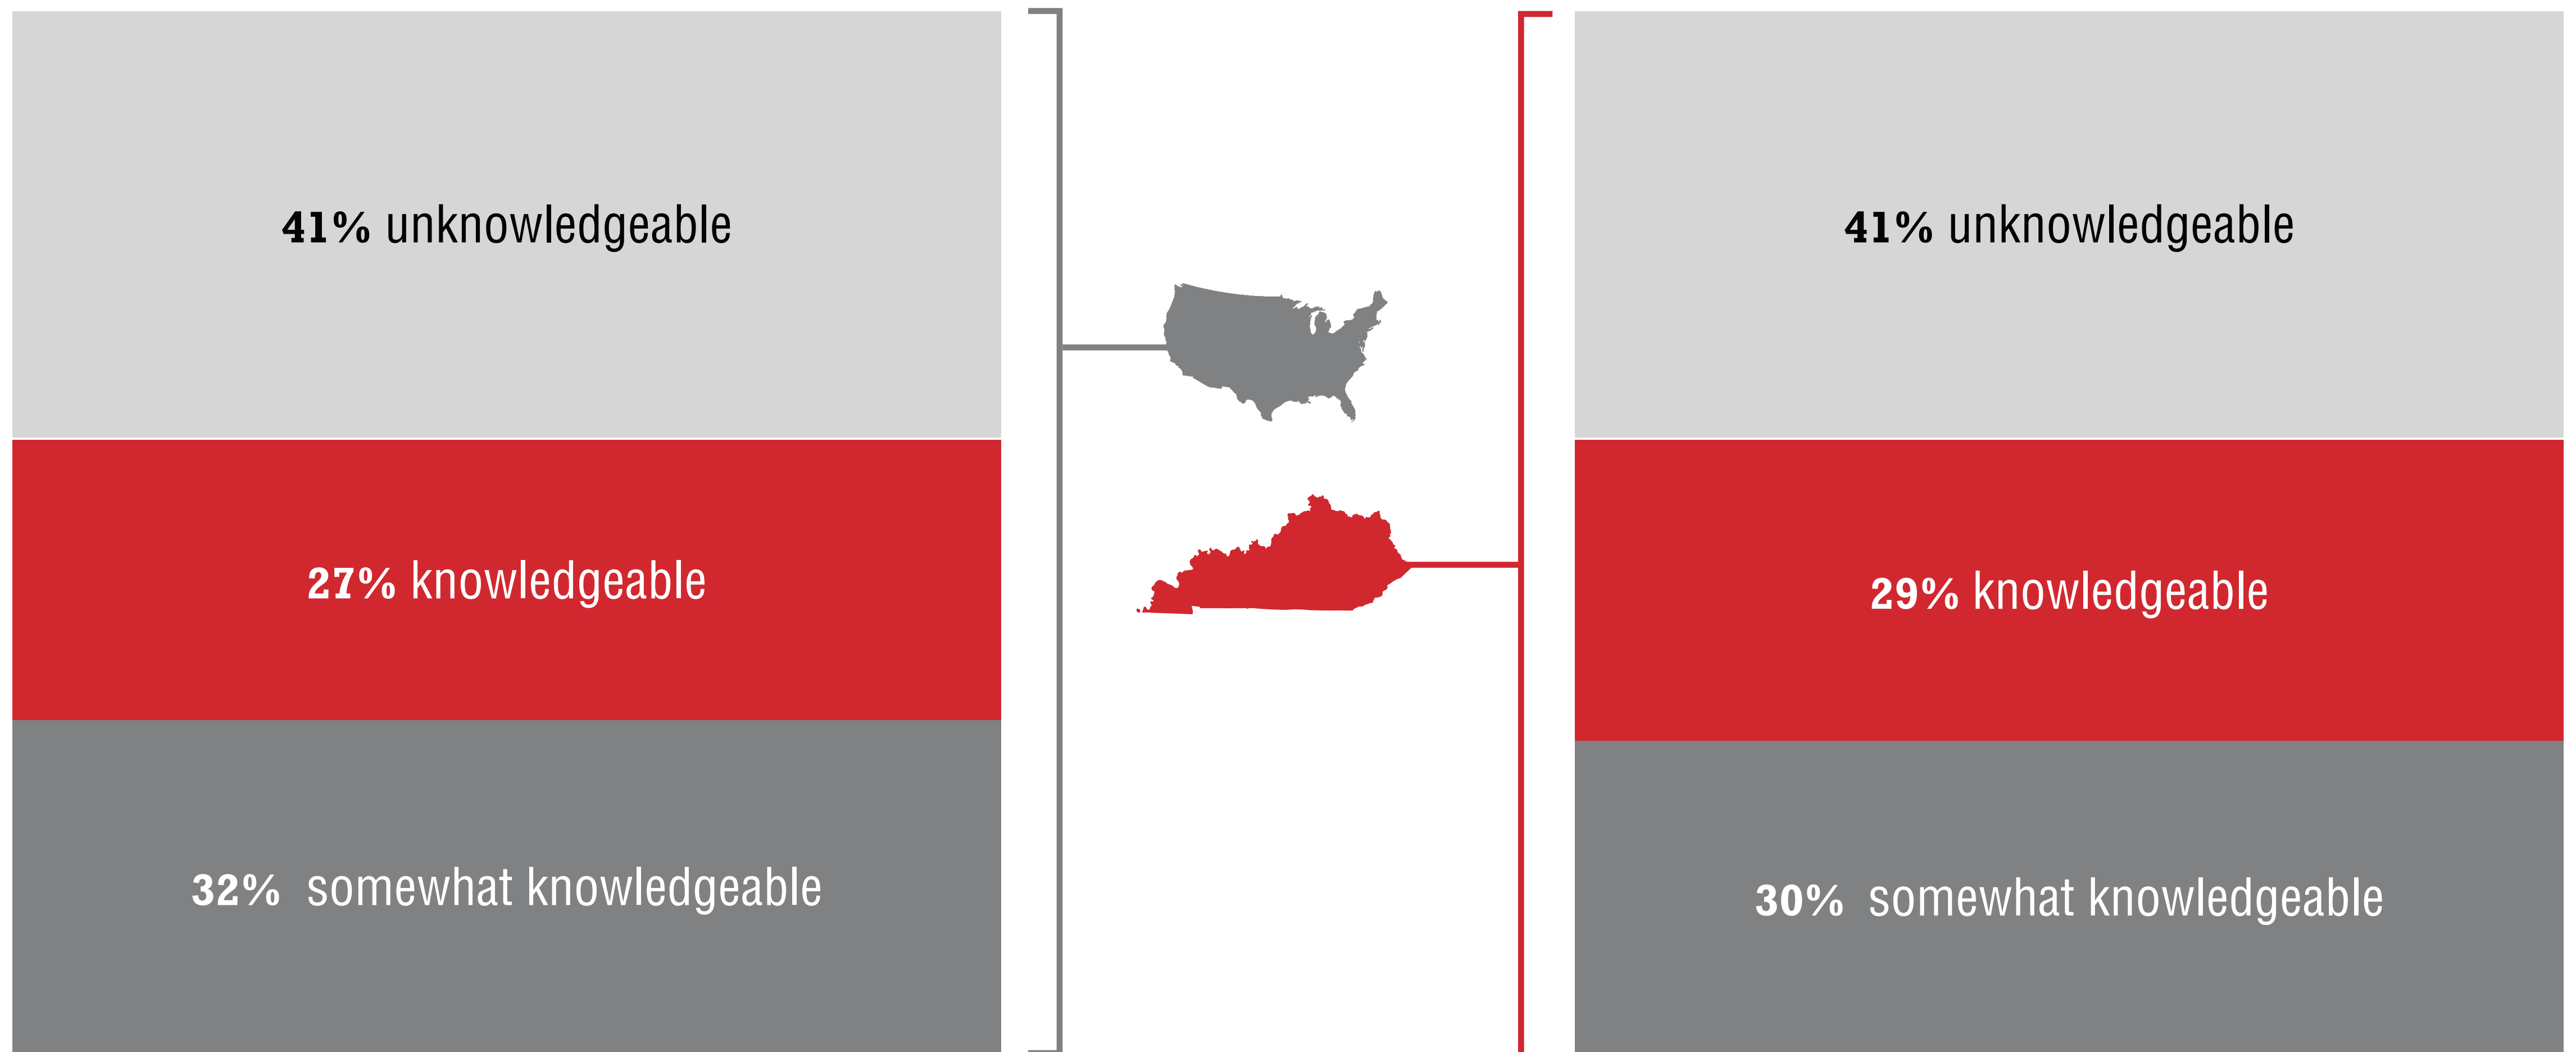 41% unknowledgeable
27% knowledgeable
32% somewhat knowledgeable
41% unknowledgeable
29% knowledgeable
30% somewhat knowledgeable